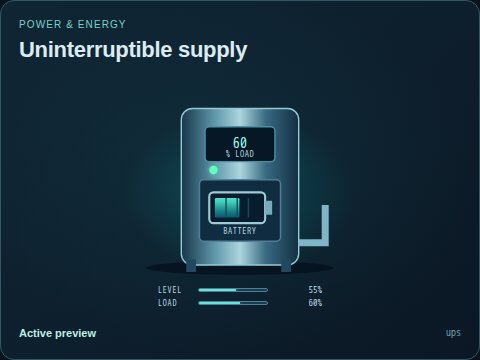 POWER & ENERGY
Uninterruptible supply
60
% LOAD
BATTERY
LEVEL 55%
LOAD 60%
Active preview ups